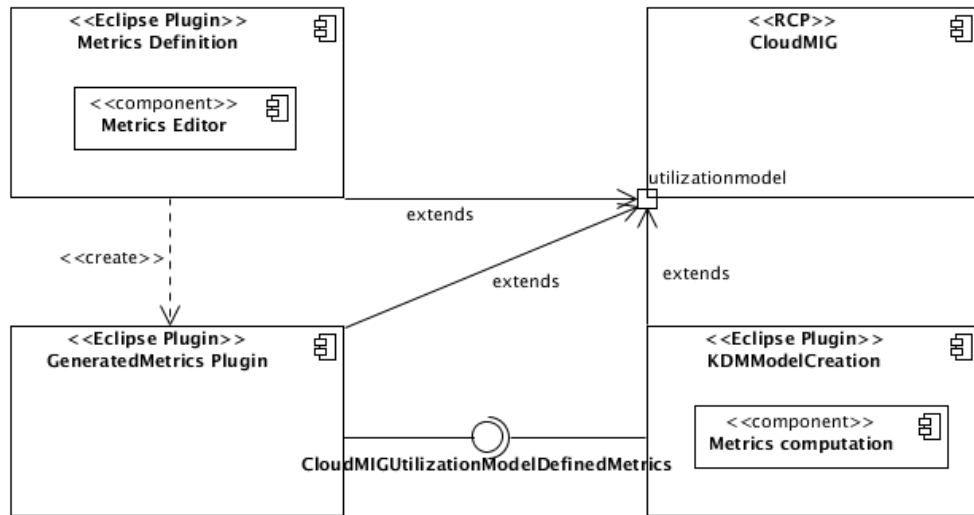 <<Eclipse Plugin>>
Metrics Definition
<<component>>
Metrics Editor
<<RCP>>
CloudMIG
utilizationmodel
extends
<<create>>
extends
extends
<<Eclipse Plugin>>
GeneratedMetrics Plugin
<<Eclipse Plugin>>
KDMModelCreation
<<component>>
Metrics computation
CloudMIGUtilizationModelDefinedMetrics